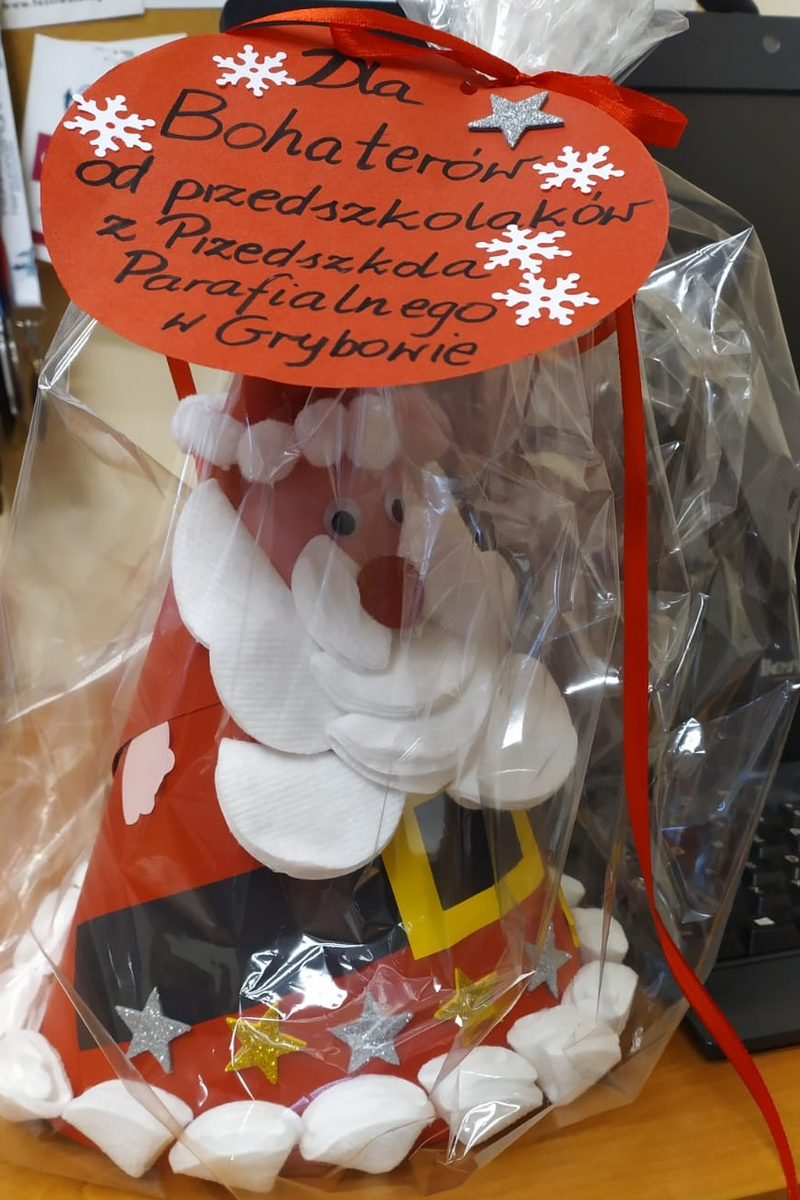 Dla
Bohaterów
od przedszkolaków
z Przedszkola
Parafialnego
w Grybowie